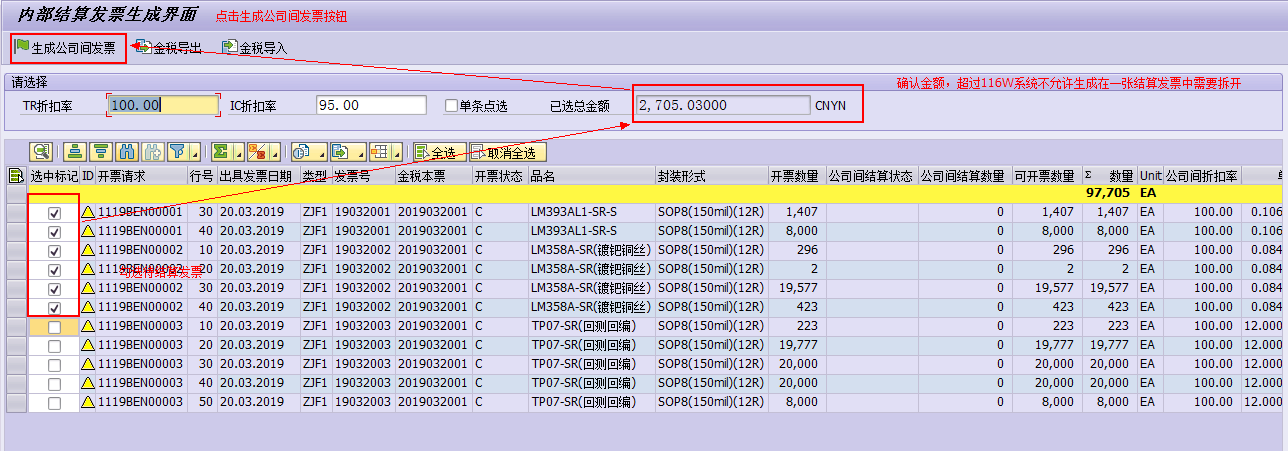 内部结算发票生成界面 点击生成公司间发票按钮
生成公司间发票 金税导出 金税导入
请选择 确认金额，超过116W系统不允许生成在一张结算发票中需要拆开
TR折扣率 100.00 IC折扣率 95.00 单条点选 已选总金额 2,705.03000 CNYN
全选 取消全选
选中标记 ID 开票请求 行号 出具发票日期 类型 发票号 金税本票 开票状态 品名 封装形式 开票数量 公司间结算状态 公司间结算数量 可开票数量 Σ 数量 Unit 公司间折扣率
97,705 EA
1119BEN00001 30 20.03.2019 ZJF1 19032001 2019032001 C LM393AL1-SR-S SOP8(150mil)(12R) 1,407 0 1,407 1,407 EA 100.00 0.106
1119BEN00001 40 20.03.2019 ZJF1 19032001 2019032001 C LM393AL1-SR-S SOP8(150mil)(12R) 8,000 0 8,000 8,000 EA 100.00 0.106
1119BEN00002 10 20.03.2019 ZJF1 19032001 2019032001 C LM358A-SR(镀钯铜丝) SOP8(150mil)(12R) 296 0 296 296 EA 100.00 0.084
1119BEN00002 20 20.03.2019 ZJF1 19032001 2019032001 C LM358A-SR(镀钯铜丝) SOP8(150mil)(12R) 2 0 2 2 EA 100.00 0.084
勾选待结算发票
1119BEN00002 30 20.03.2019 ZJF1 19032001 2019032001 C LM358A-SR(镀钯铜丝) SOP8(150mil)(12R) 19,577 0 19,577 19,577 EA 100.00 0.084
1119BEN00002 40 20.03.2019 ZJF1 19032001 2019032001 C LM358A-SR(镀钯铜丝) SOP8(150mil)(12R) 423 0 423 423 EA 100.00 0.084
1119BEN00003 10 20.03.2019 ZJF1 19032001 2019032001 C TP07-SR(回测回编) SOP8(150mil)(12R) 223 0 223 223 EA 100.00 12.000
1119BEN00003 20 20.03.2019 ZJF1 19032001 2019032001 C TP07-SR(回测回编) SOP8(150mil)(12R) 19,777 0 19,777 19,777 EA 100.00 12.000
1119BEN00003 30 20.03.2019 ZJF1 19032001 2019032001 C TP07-SR(回测回编) SOP8(150mil)(12R) 20,000 0 20,000 20,000 EA 100.00 12.000
1119BEN00003 40 20.03.2019 ZJF1 19032001 2019032001 C TP07-SR(回测回编) SOP8(150mil)(12R) 20,000 0 20,000 20,000 EA 100.00 12.000
1119BEN00003 50 20.03.2019 ZJF1 19032001 2019032001 C TP07-SR(回测回编) SOP8(150mil)(12R) 8,000 0 8,000 8,000 EA 100.00 12.000